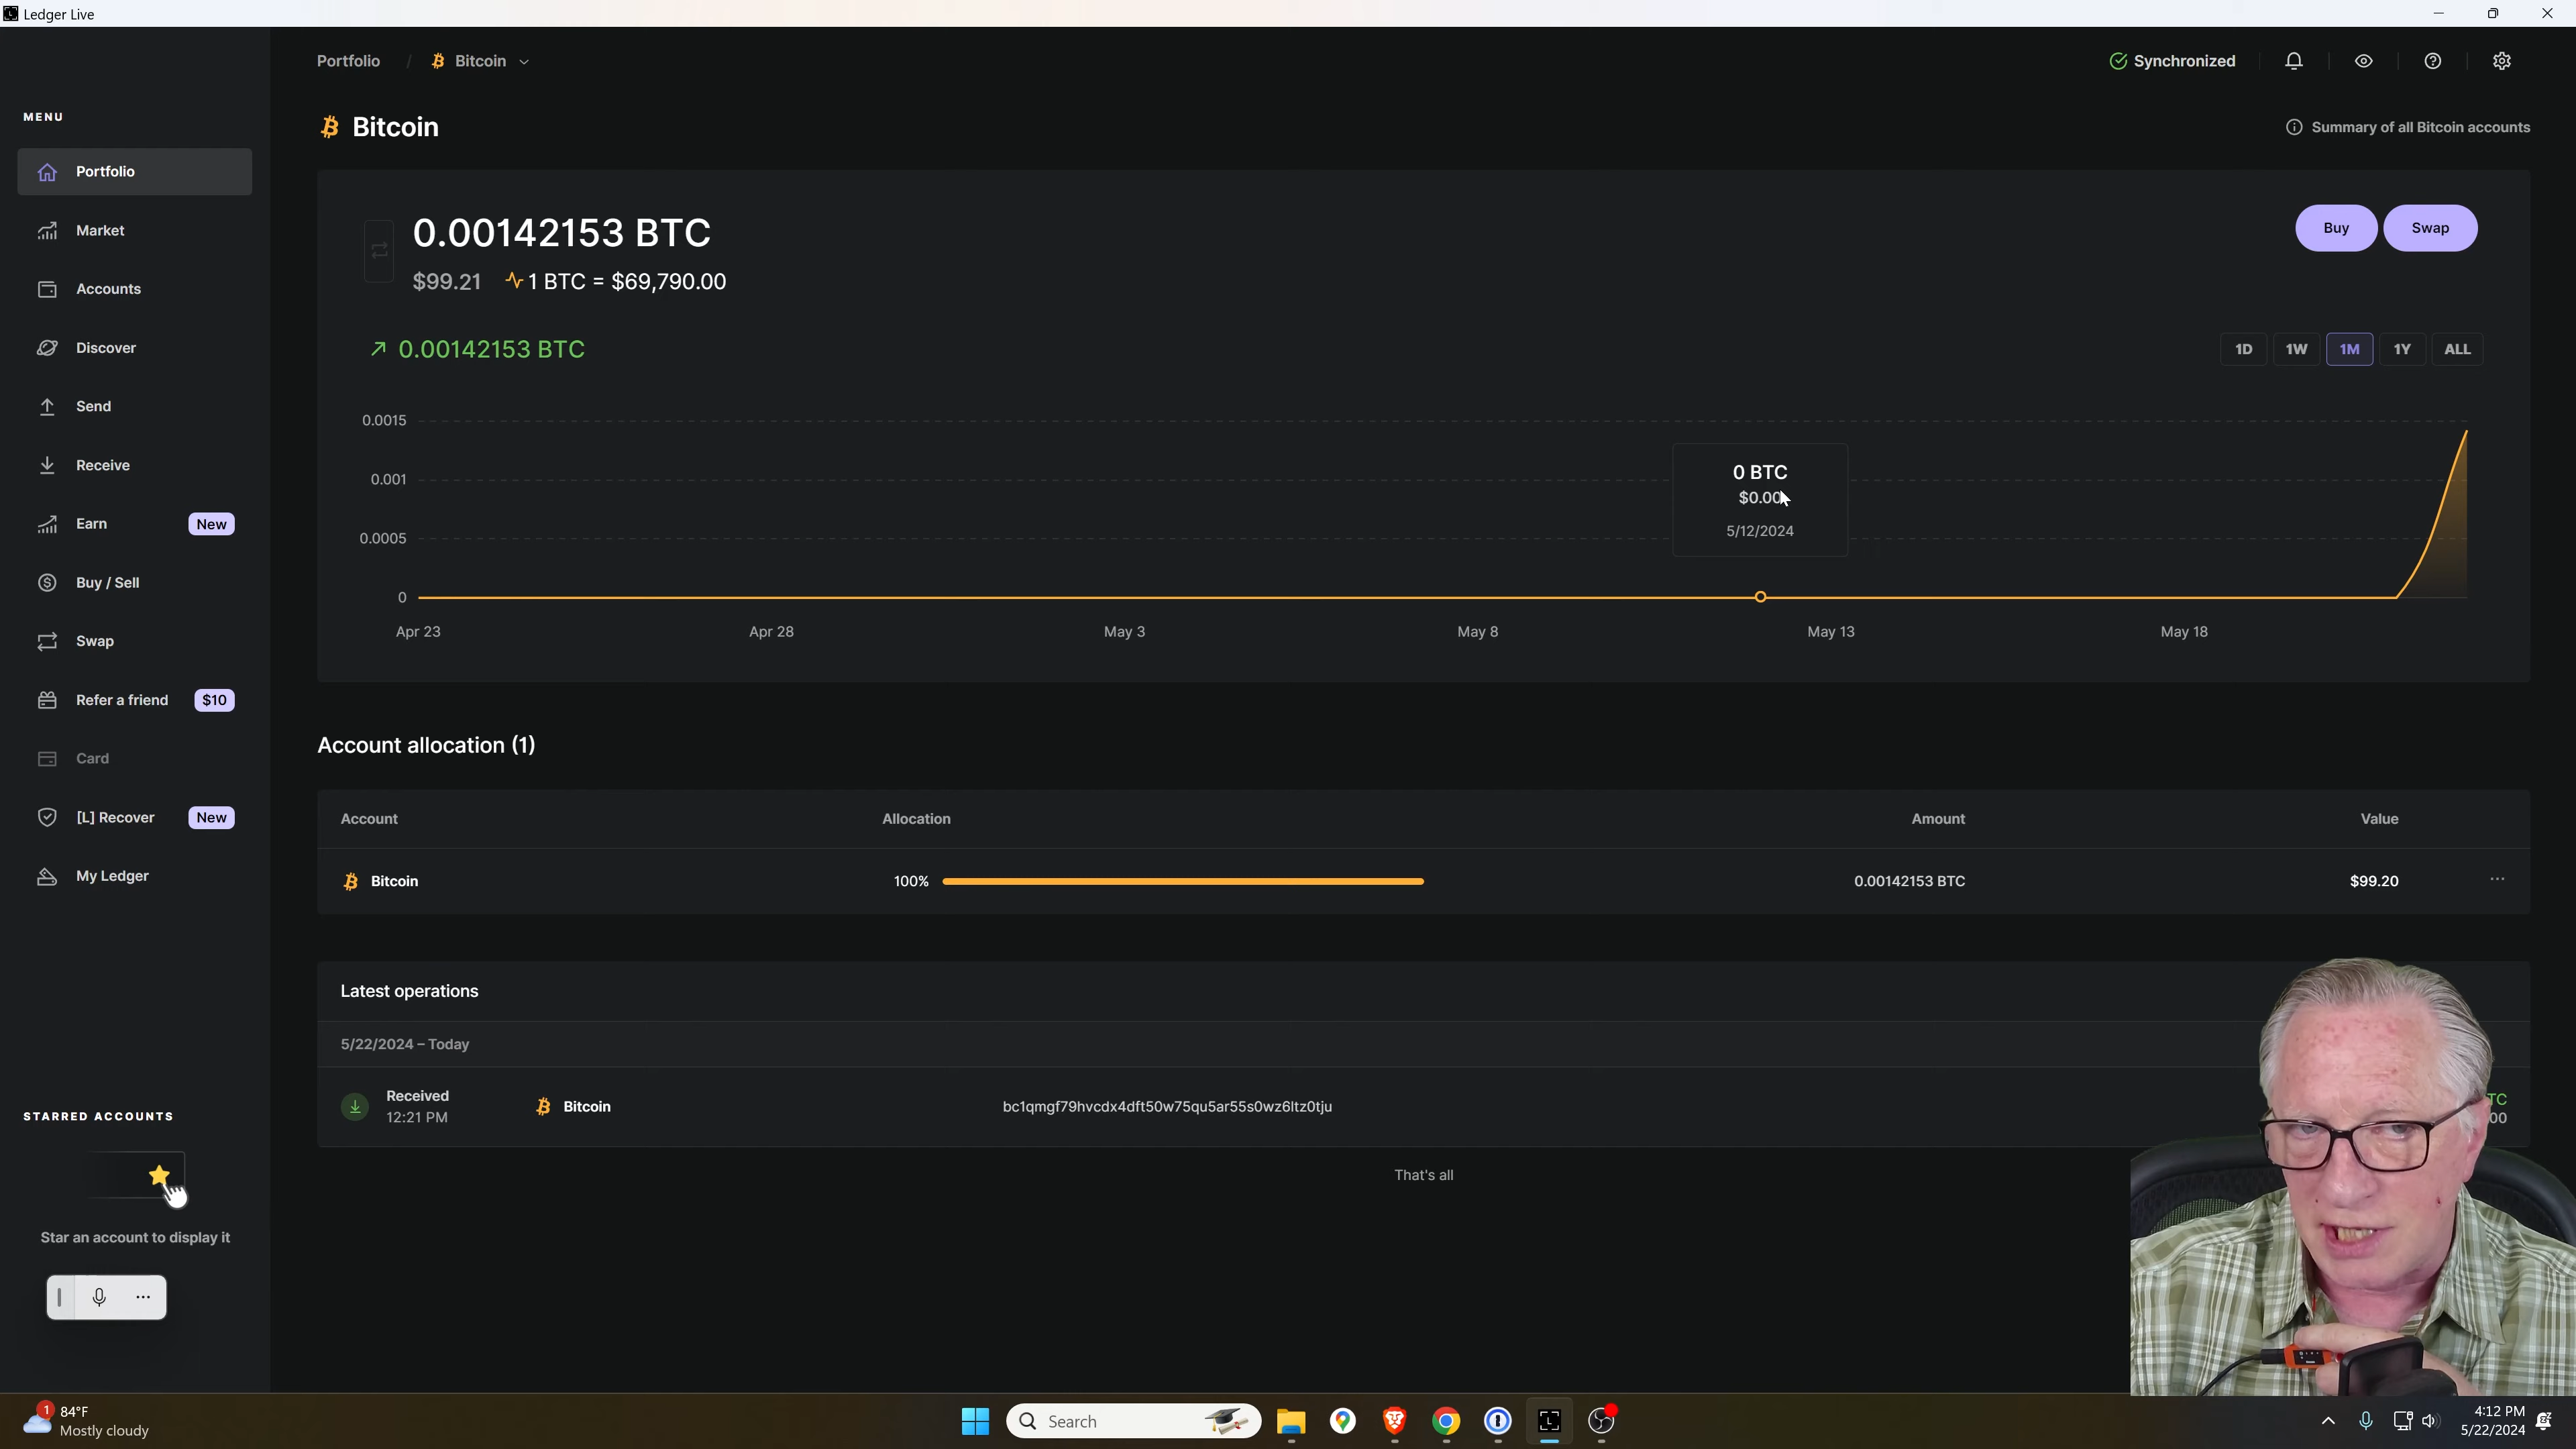 Ledger Live
Portfolio / Bitcoin
Synchronized
MENU
Bitcoin
Summary of all Bitcoin accounts
Portfolio
Market
Accounts
Discover
Send
Receive
Earn New
Buy / Sell
Swap
Refer a friend $10
Card
[L] Recover New
My Ledger
0.00142153 BTC
$99.21 1 BTC = $69,790.00
Buy Swap
0.00142153 BTC
1D 1W 1M 1Y ALL
0.0015
0.001
0.0005
0
0 BTC
$0.00
5/12/2024
Apr 23 Apr 28 May 3 May 8 May 13 May 18
Account allocation (1)
Account Allocation Amount Value
Bitcoin 100% 0.00142153 BTC $99.20
Latest operations
5/22/2024 – Today
Received Bitcoin bc1qmgf79hvcdx4dft50w75qu5ar55s0wz6ltz0tju TC
12:21 PM 00
That's all
STARRED ACCOUNTS
Star an account to display it
1 84°F
Mostly cloudy
Search
4:12 PM
5/22/2024